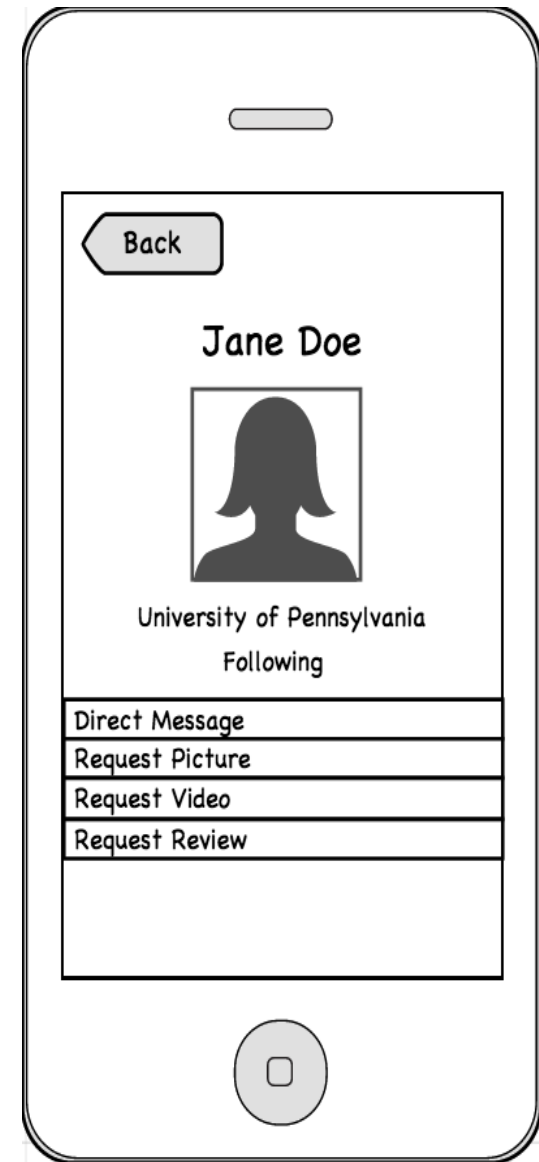 Back
Jane Doe
University of Pennsylvania
Following
Direct Message
Request Picture
Request Video
Request Review